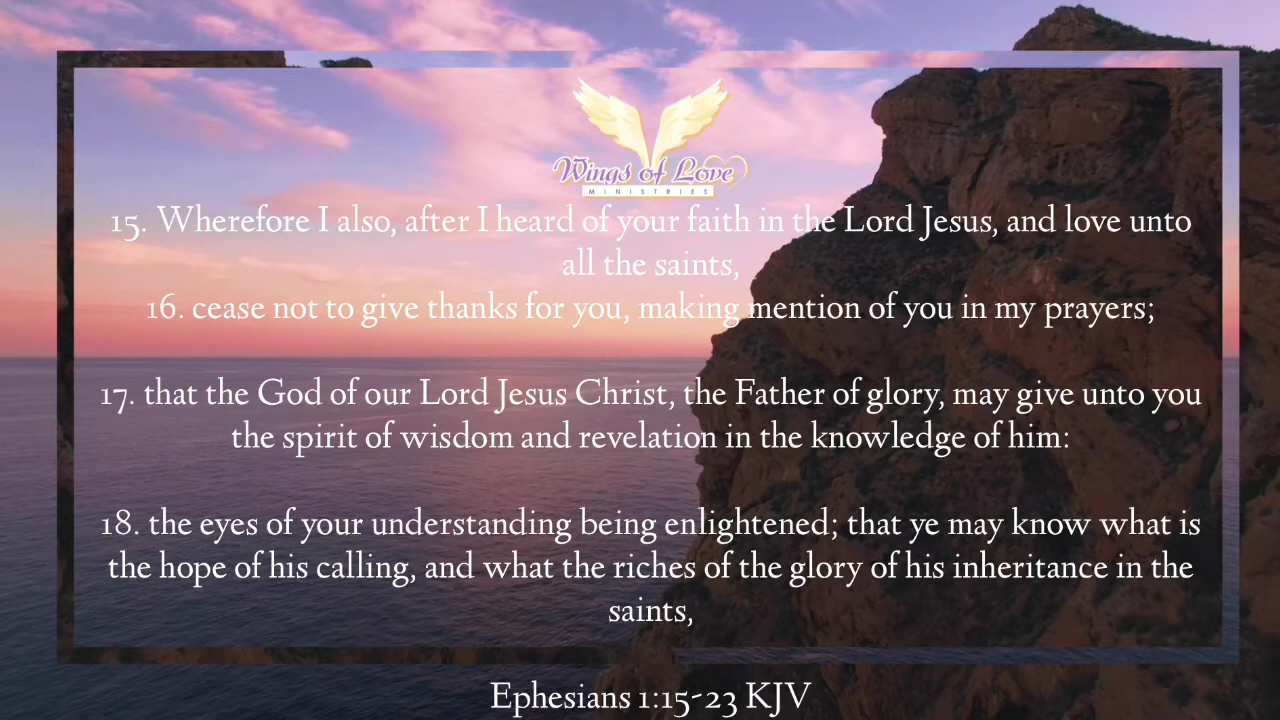 Wings of Love
MINISTRIES
15. Wherefore I also, after I heard of your faith in the Lord Jesus, and love unto
all the saints,
16. cease not to give thanks for you, making mention of you in my prayers;
17. that the God of our Lord Jesus Christ, the Father of glory, may give unto you
the spirit of wisdom and revelation in the knowledge of him:
18. the eyes of your understanding being enlightened; that ye may know what is
the hope of his calling, and what the riches of the glory of his inheritance in the
saints,
Ephesians 1:15-23 KJV